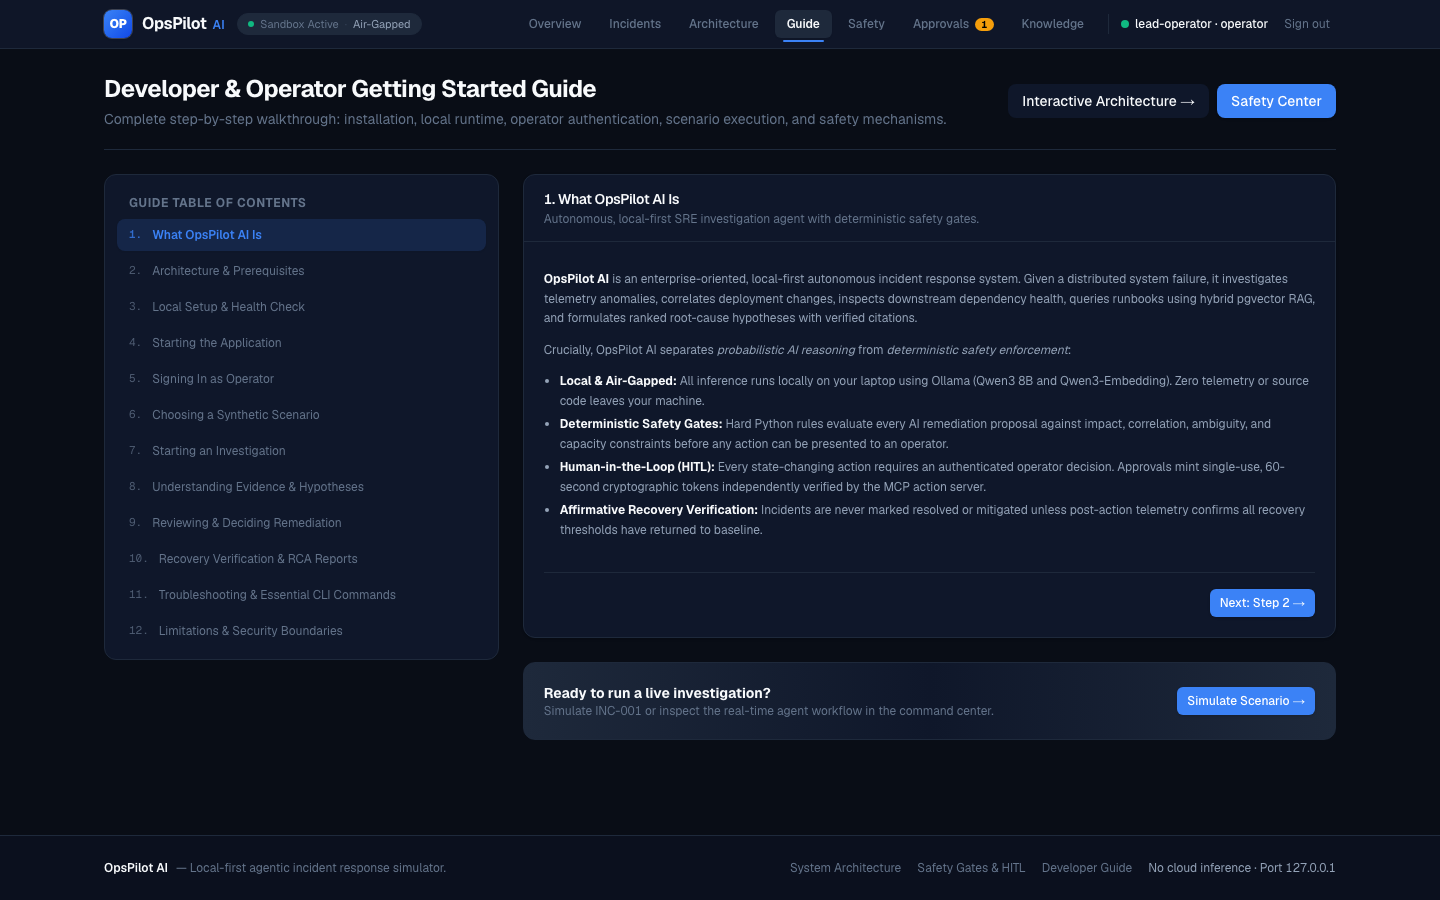 OP OpsPilot AI Sandbox Active · Air-Gapped Overview Incidents Architecture Guide Safety Approvals 1 Knowledge lead-operator · operator Sign out
Developer & Operator Getting Started Guide
Complete step-by-step walkthrough: installation, local runtime, operator authentication, scenario execution, and safety mechanisms.
Interactive Architecture → Safety Center
GUIDE TABLE OF CONTENTS
1. What OpsPilot AI Is
2. Architecture & Prerequisites
3. Local Setup & Health Check
4. Starting the Application
5. Signing In as Operator
6. Choosing a Synthetic Scenario
7. Starting an Investigation
8. Understanding Evidence & Hypotheses
9. Reviewing & Deciding Remediation
10. Recovery Verification & RCA Reports
11. Troubleshooting & Essential CLI Commands
12. Limitations & Security Boundaries
1. What OpsPilot AI Is
Autonomous, local-first SRE investigation agent with deterministic safety gates.
OpsPilot AI is an enterprise-oriented, local-first autonomous incident response system. Given a distributed system failure, it investigates
telemetry anomalies, correlates deployment changes, inspects downstream dependency health, queries runbooks using hybrid pgvector RAG,
and formulates ranked root-cause hypotheses with verified citations.
Crucially, OpsPilot AI separates probabilistic AI reasoning from deterministic safety enforcement:
• Local & Air-Gapped: All inference runs locally on your laptop using Ollama (Qwen3 8B and Qwen3-Embedding). Zero telemetry or source
code leaves your machine.
• Deterministic Safety Gates: Hard Python rules evaluate every AI remediation proposal against impact, correlation, ambiguity, and
capacity constraints before any action can be presented to an operator.
• Human-in-the-Loop (HITL): Every state-changing action requires an authenticated operator decision. Approvals mint single-use, 60-
second cryptographic tokens independently verified by the MCP action server.
• Affirmative Recovery Verification: Incidents are never marked resolved or mitigated unless post-action telemetry confirms all recovery
thresholds have returned to baseline.
Next: Step 2 →
Ready to run a live investigation?
Simulate INC-001 or inspect the real-time agent workflow in the command center.
Simulate Scenario →
OpsPilot AI — Local-first agentic incident response simulator.
System Architecture Safety Gates & HITL Developer Guide No cloud inference · Port 127.0.0.1